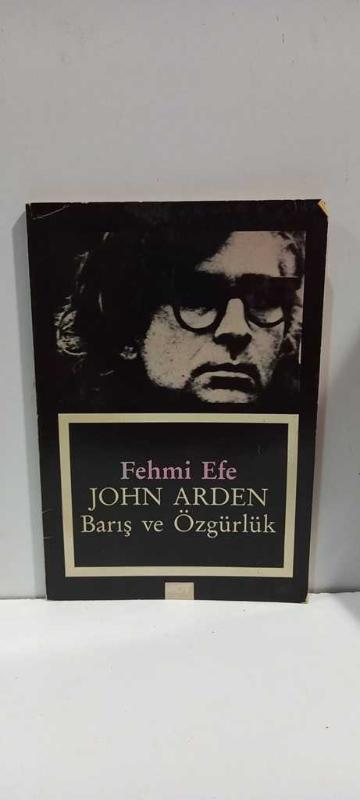 Fehmi Efe
JOHN ARDEN
Barış ve Özgürlük